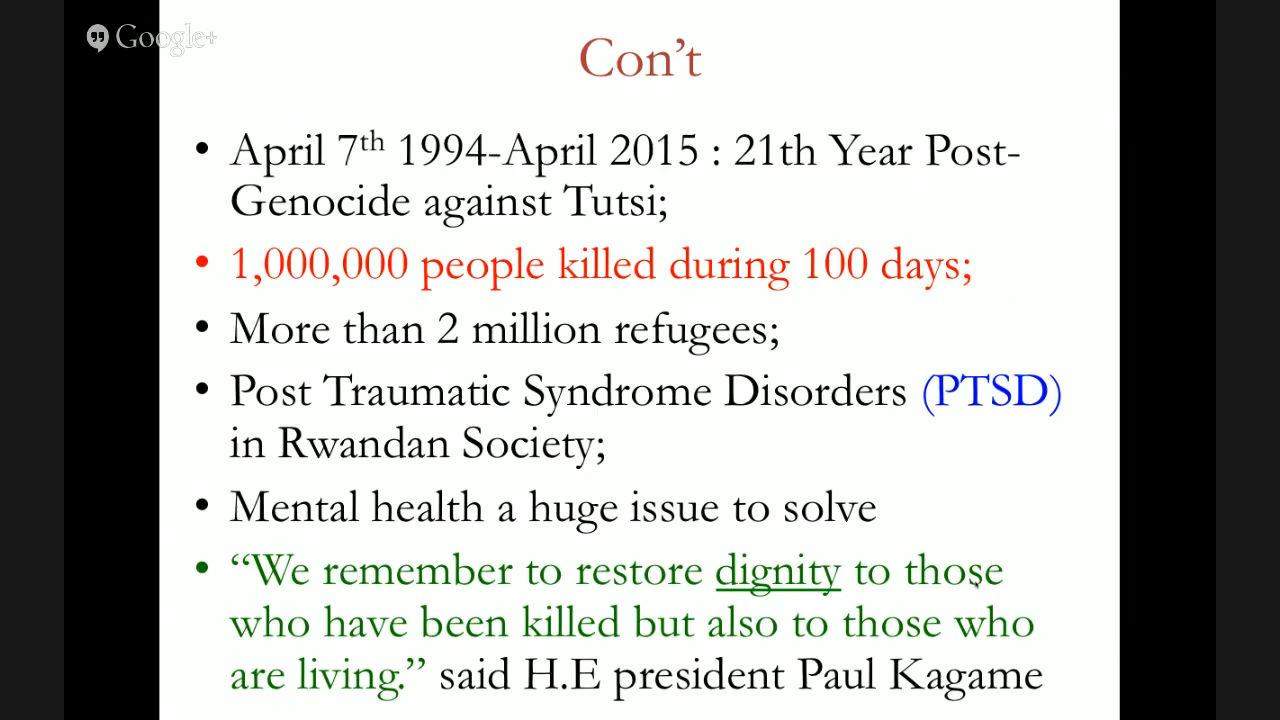 Google+
Con’t
• April 7th 1994-April 2015 : 21th Year Post-
Genocide against Tutsi;
• 1,000,000 people killed during 100 days;
• More than 2 million refugees;
• Post Traumatic Syndrome Disorders (PTSD)
in Rwandan Society;
• Mental health a huge issue to solve
• “We remember to restore dignity to those
who have been killed but also to those who
are living.” said H.E president Paul Kagame